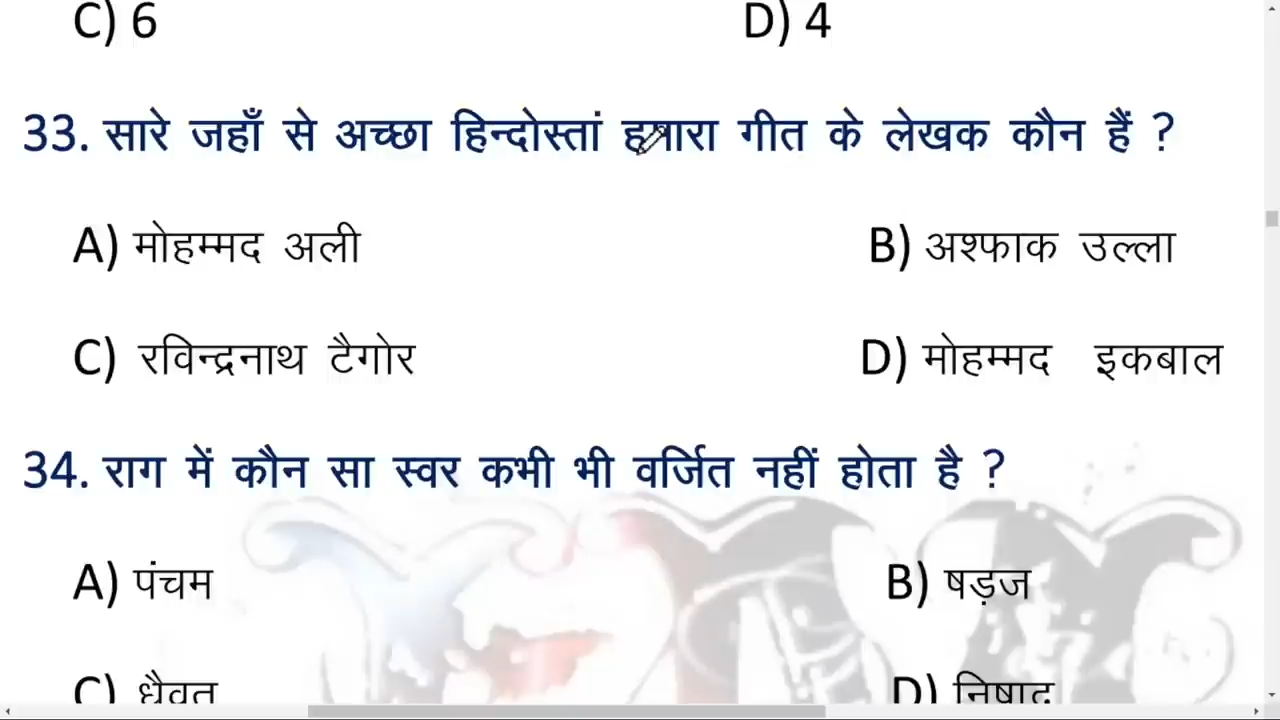 C) 6 D) 4
33. सारे जहाँ से अच्छा हिन्दोस्तां हमारा गीत के लेखक कौन हैं ?
A) मोहम्मद अली B) अश्फाक उल्ला
C) रविन्द्रनाथ टैगोर D) मोहम्मद इकबाल
34. राग में कौन सा स्वर कभी भी वर्जित नहीं होता है ?
A) पंचम B) षड़ज
C) धैवत D) निषाद